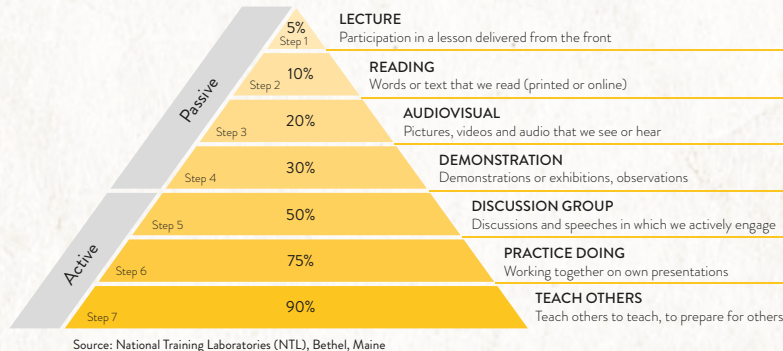 LECTURE
5%
Step 1
Participation in a lesson delivered from the front
READING
Step 2
10%
Words or text that we read (printed or online)
Passive
AUDIOVISUAL
Step 3
20%
Pictures, videos and audio that we see or hear
DEMONSTRATION
Step 4
30%
Demonstrations or exhibitions, observations
DISCUSSION GROUP
Step 5
50%
Discussions and speeches in which we actively engage
Active
PRACTICE DOING
Step 6
75%
Working together on own presentations
TEACH OTHERS
Step 7
90%
Teach others to teach, to prepare for others
Source: National Training Laboratories (NTL), Bethel, Maine